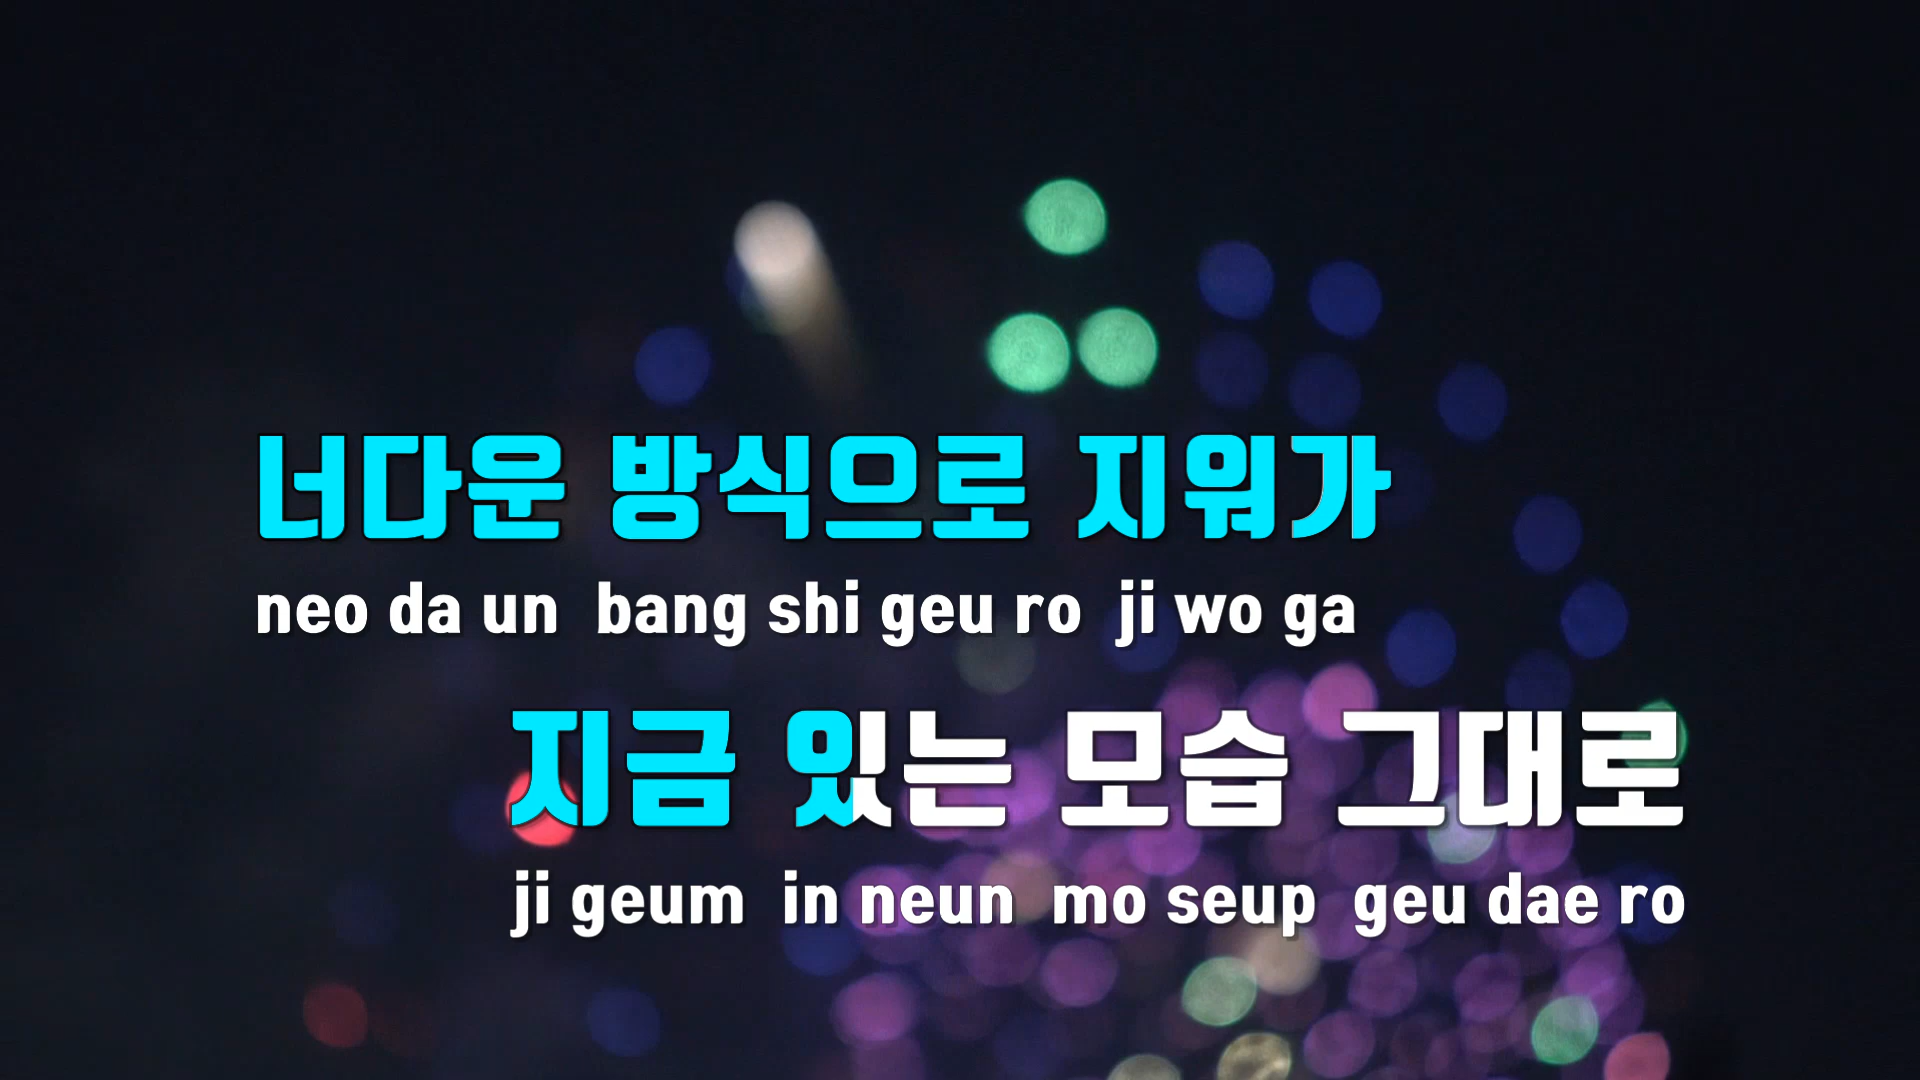 너다운 방식으로 지워가
neo da un bang shi geu ro ji wo ga
지금 있는 모습 그대로
ji geum in neun mo seup geu dae ro